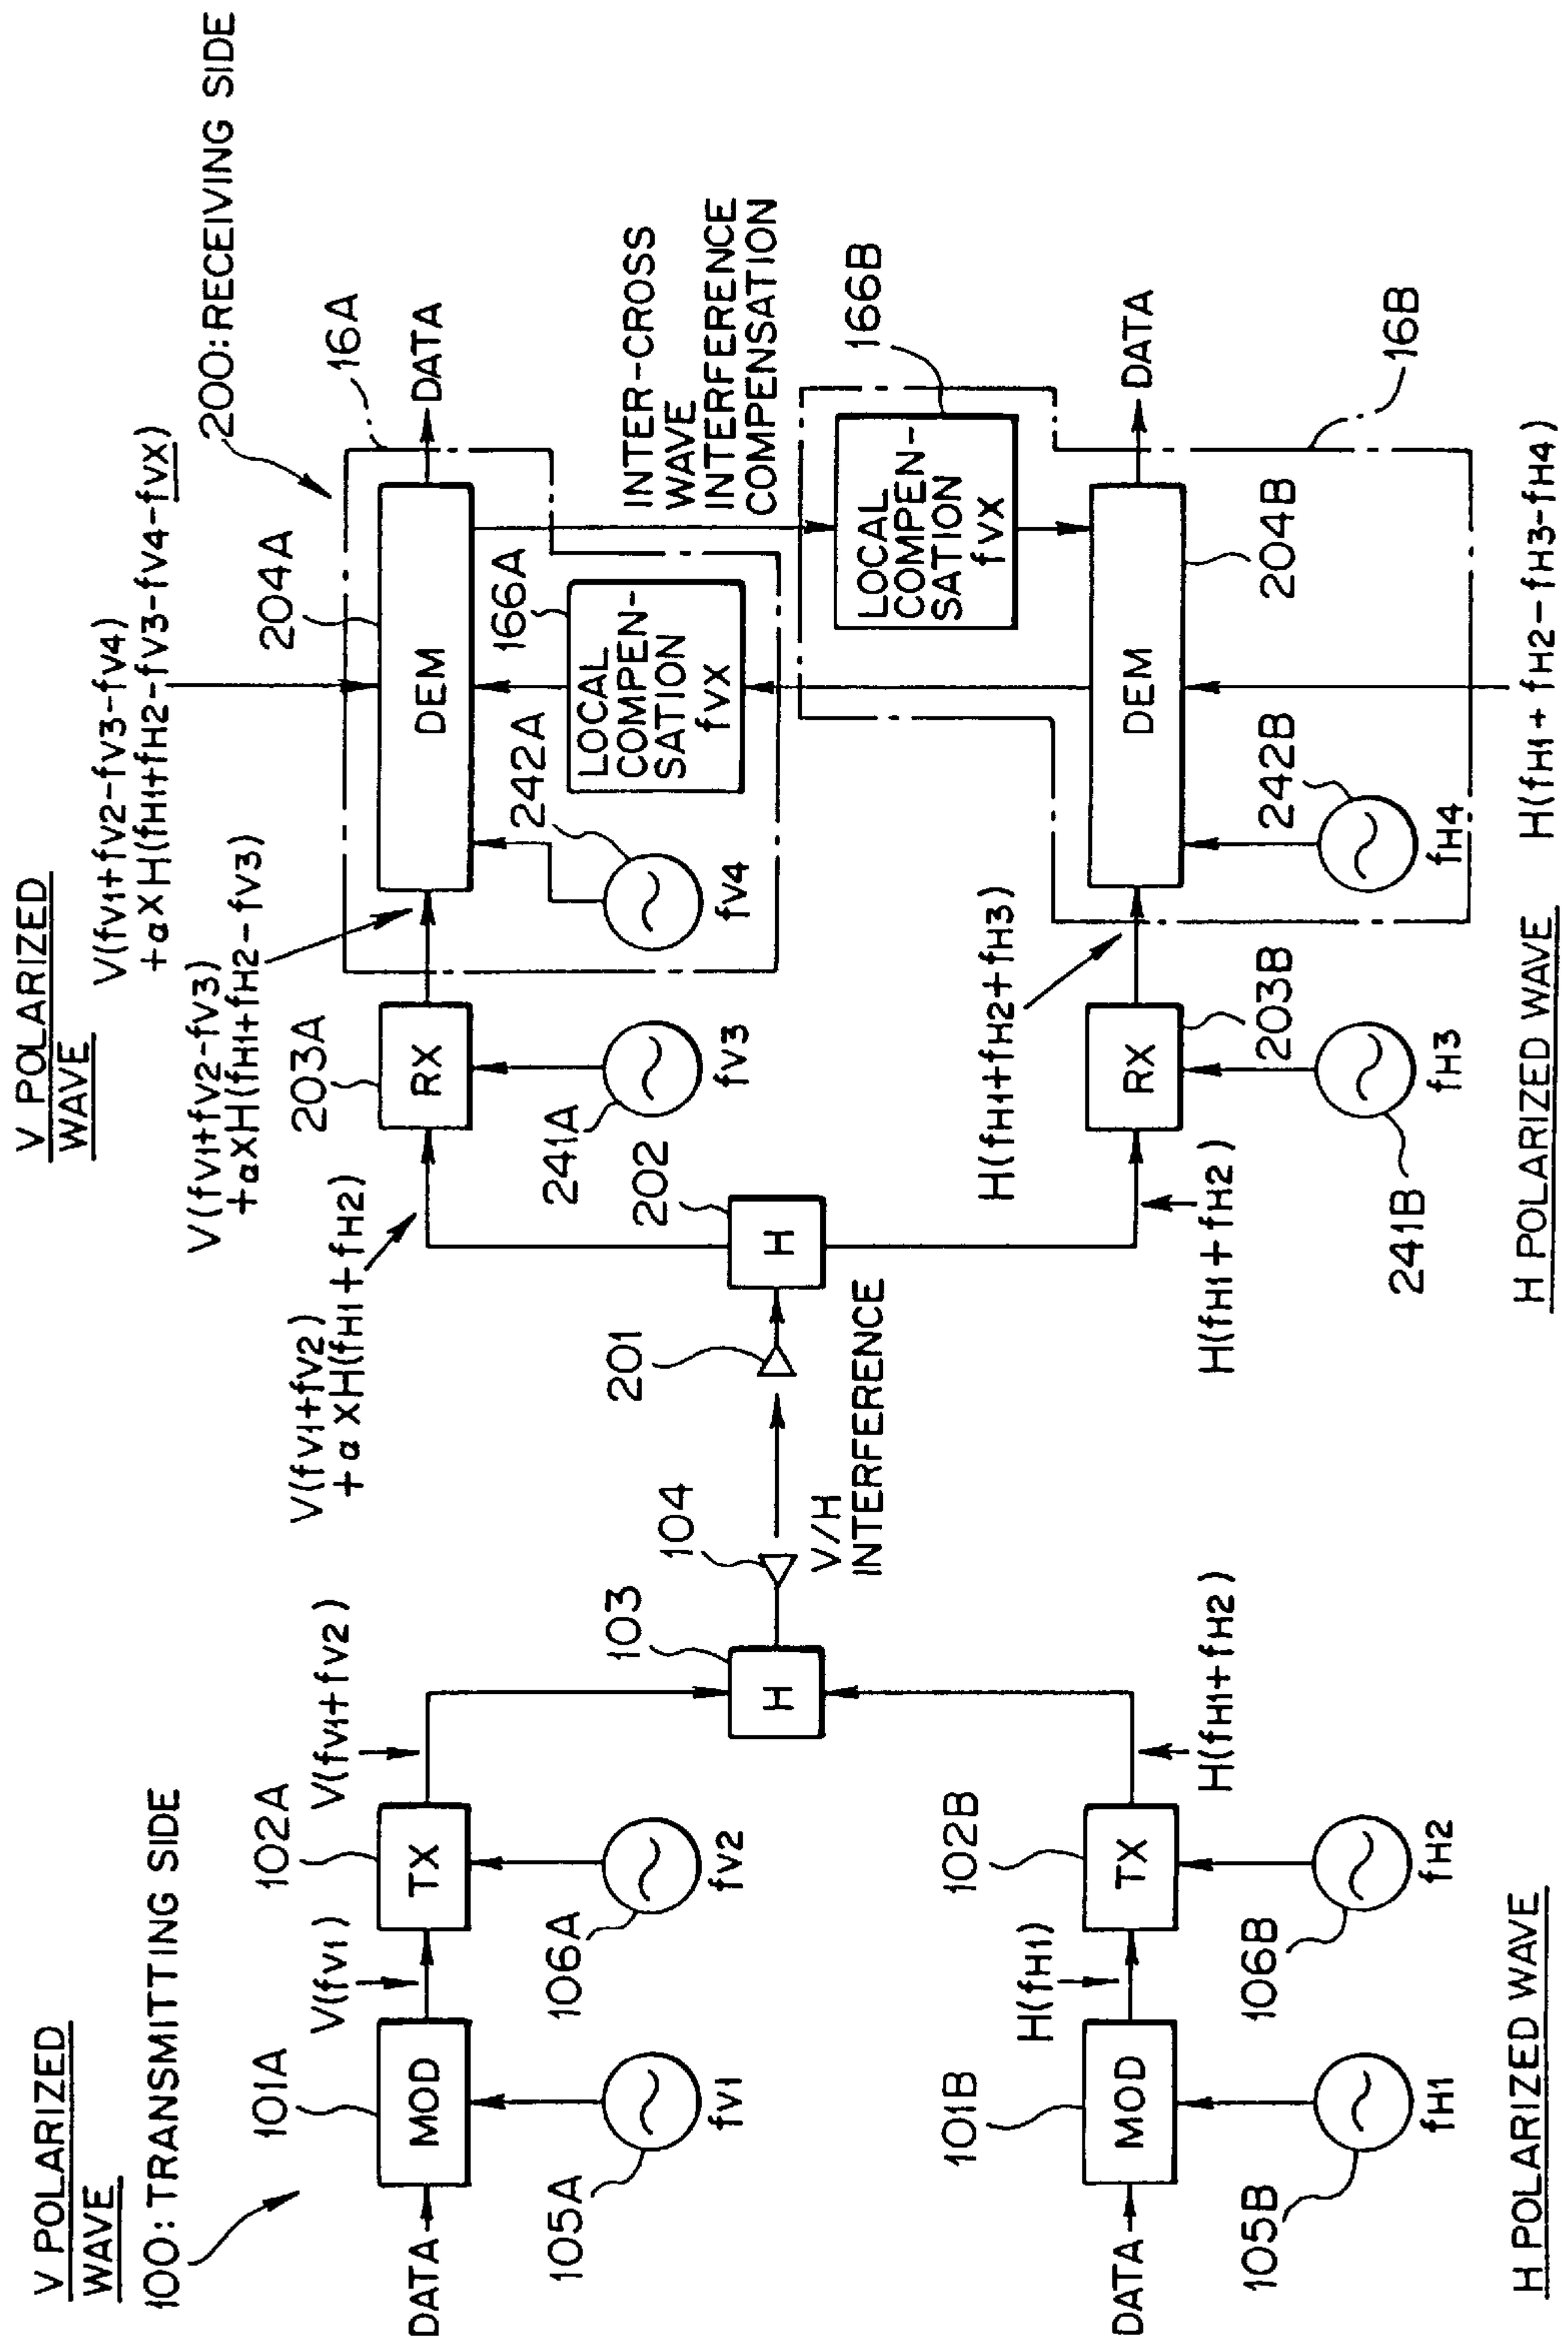 V POLARIZED
WAVE
100: TRANSMITTING SIDE
DATA
101A
MOD
V(fV1)
105A
fV1
102A
TX
V(fV1+fV2)
106A
fV2
DATA
101B
MOD
H(fH1)
105B
fH1
102B
TX
H(fH1+fH2)
106B
fH2
H POLARIZED WAVE
103
H
104
V/H
INTERFERENCE
201
202
H
V POLARIZED
WAVE
200:RECEIVING SIDE
V(fV1+fV2)
+αXH(fH1+fH2)
203A
RX
241A
fV3
V(fV1+fV2-fV3)
+αXH(fH1+fH2-fV3)
V(fV1+fV2-fV3-fV4)
+αXH(fH1+fH2-fV3-fV4-fVX)
204A
DEM
16A
DATA
242A
fV4
166A
LOCAL
COMPEN-
SATION
fVX
INTER-CROSS
WAVE
INTERFERENCE
COMPENSATION
166B
LOCAL
COMPEN-
SATION
fVX
H(fH1+fH2)
203B
RX
241B
fH3
H(fH1+fH2+fH3)
204B
DEM
16B
DATA
242B
fH4
H(fH1+fH2-fH3-fH4)
H POLARIZED WAVE